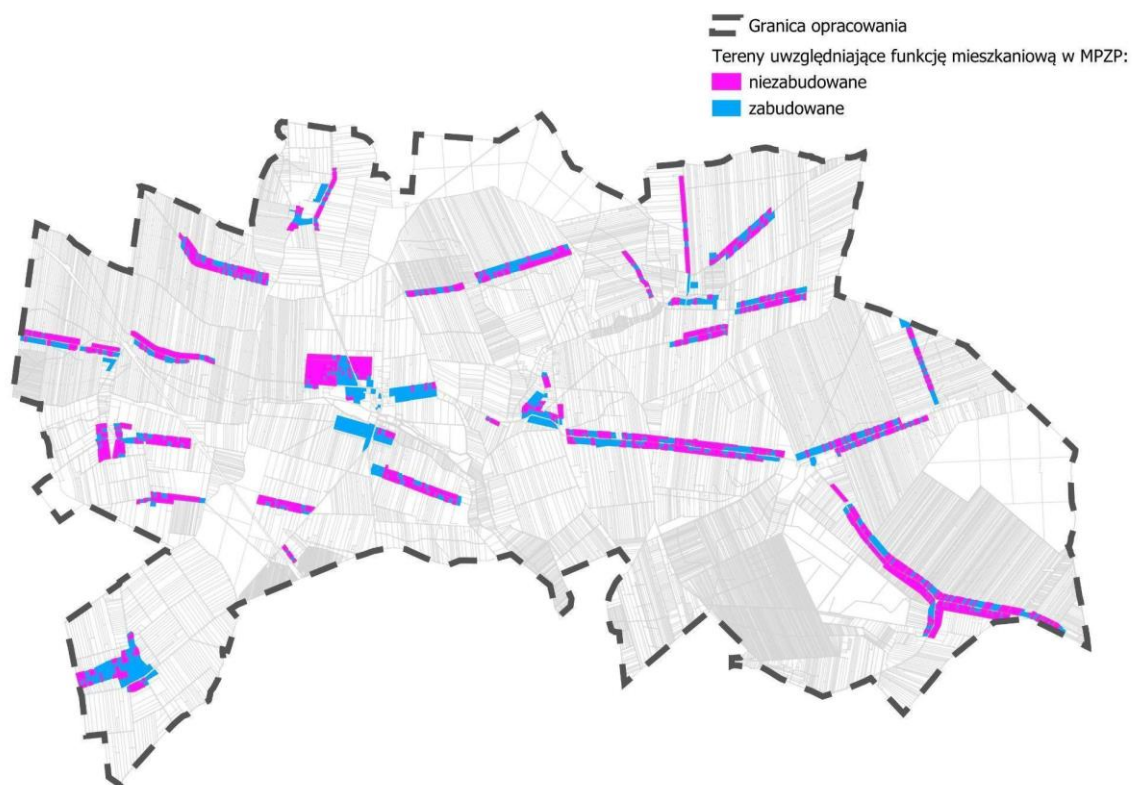 Granica opracowania
Tereny uwzględniające funkcję mieszkaniową w MPZP:
niezabudowane
zabudowane